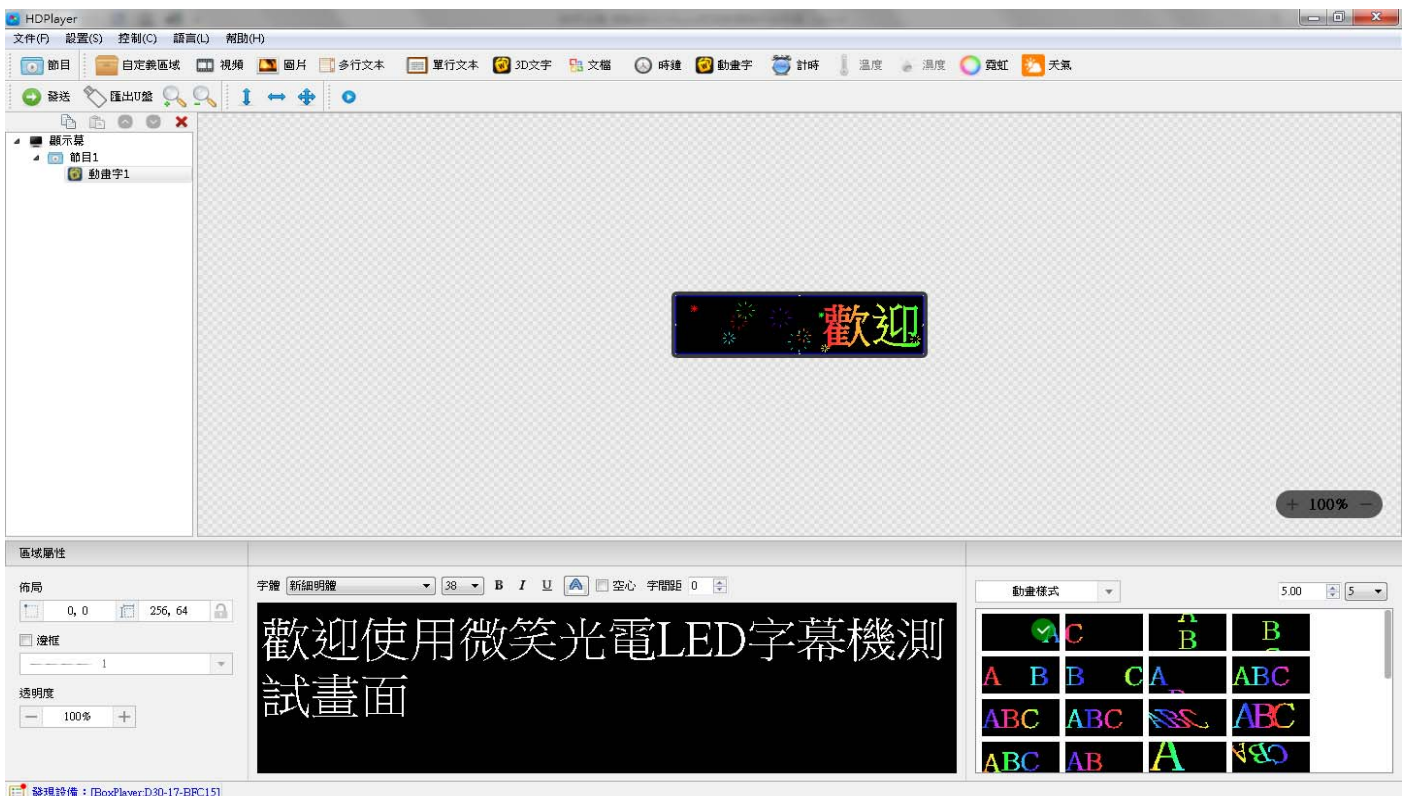 HDPlayer
文件(F) 設置(S) 控制(C) 語言(L) 幫助(H)
節目 自定義區域 視頻 圖片 多行文本 單行文本 3D文字 文檔 時鐘 動畫字 計時 溫度 濕度 霓虹 天氣
發送 匯出U盤
顯示幕
節目1
動畫字1
歡迎
+ 100% −
區域屬性
佈局
0, 0 256, 64
邊框
1
透明度
— 100% +
字體 新細明體 38 B I U A 空心 字間距 0
歡迎使用微笑光電LED字幕機測
試畫面
動畫樣式 5.00 5
A C A B B
A B B C A ABC
ABC ABC ABC ABC
ABC AB A ABC
發現設備：[BoxPlayer:D30-17-BFC15]